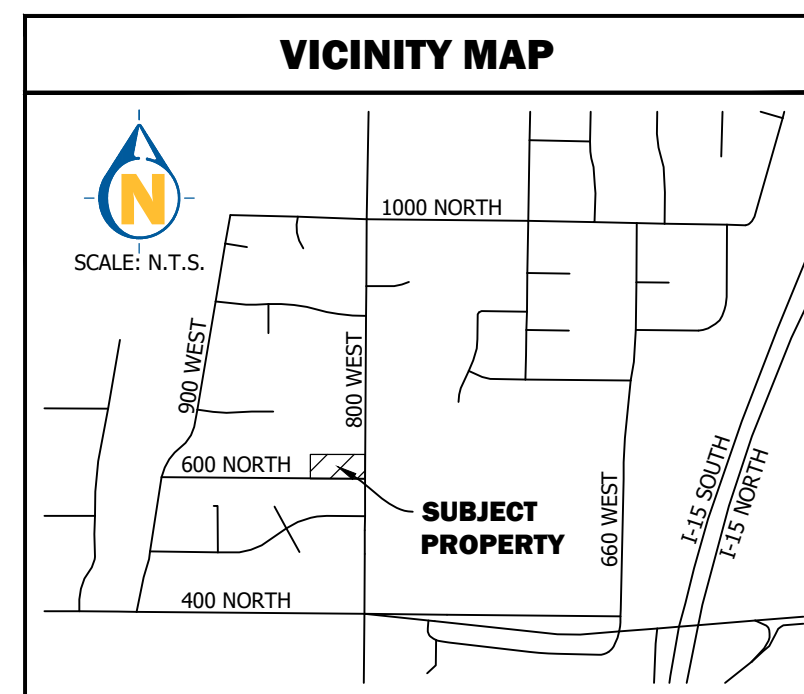 VICINITY MAP
N
SCALE: N.T.S.
1000 NORTH
900 WEST
800 WEST
600 NORTH
SUBJECT
PROPERTY
660 WEST
I-15 SOUTH
I-15 NORTH
400 NORTH